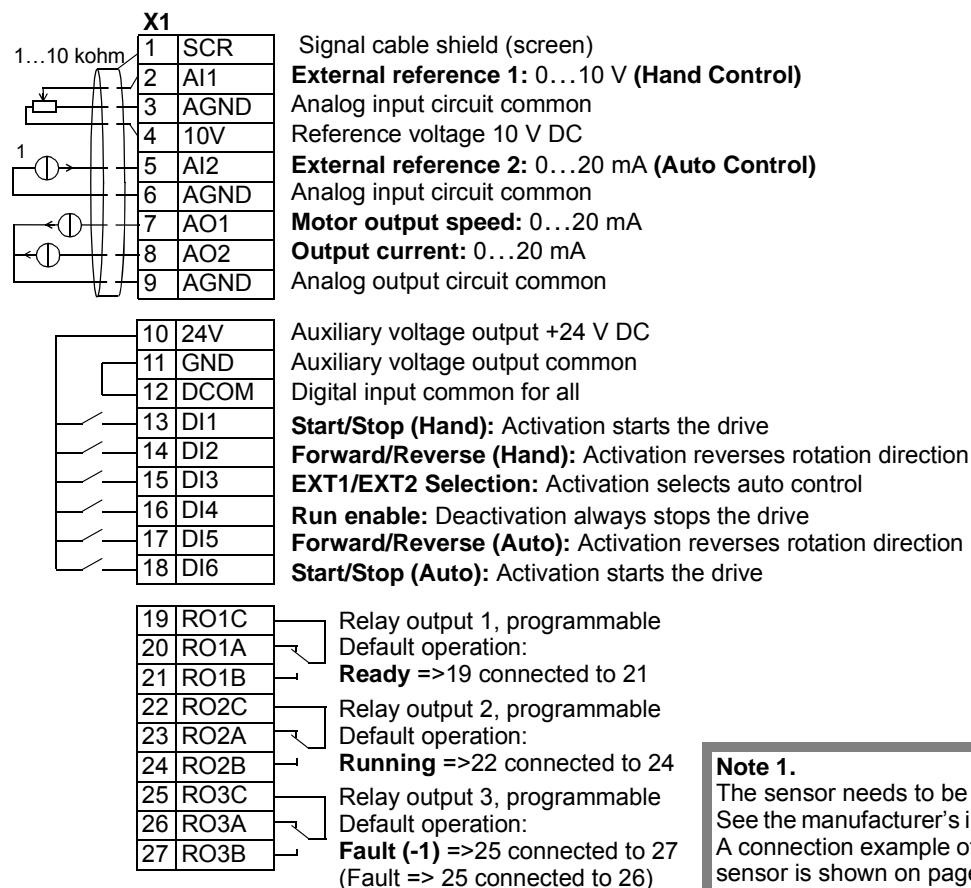 X1
1…10 kohm
1 SCR Signal cable shield (screen)
2 AI1 External reference 1: 0…10 V (Hand Control)
3 AGND Analog input circuit common
4 10V Reference voltage 10 V DC
1
5 AI2 External reference 2: 0…20 mA (Auto Control)
6 AGND Analog input circuit common
7 AO1 Motor output speed: 0…20 mA
8 AO2 Output current: 0…20 mA
9 AGND Analog output circuit common
10 24V Auxiliary voltage output +24 V DC
11 GND Auxiliary voltage output common
12 DCOM Digital input common for all
13 DI1 Start/Stop (Hand): Activation starts the drive
14 DI2 Forward/Reverse (Hand): Activation reverses rotation direction
15 DI3 EXT1/EXT2 Selection: Activation selects auto control
16 DI4 Run enable: Deactivation always stops the drive
17 DI5 Forward/Reverse (Auto): Activation reverses rotation direction
18 DI6 Start/Stop (Auto): Activation starts the drive
19 RO1C Relay output 1, programmable
20 RO1A Default operation:
21 RO1B Ready =>19 connected to 21
22 RO2C Relay output 2, programmable
23 RO2A Default operation:
24 RO2B Running =>22 connected to 24
25 RO3C Relay output 3, programmable
26 RO3A Default operation:
27 RO3B Fault (-1) =>25 connected to 27
(Fault => 25 connected to 26)
Note 1.
The sensor needs to be
See the manufacturer's
A connection example
sensor is shown on